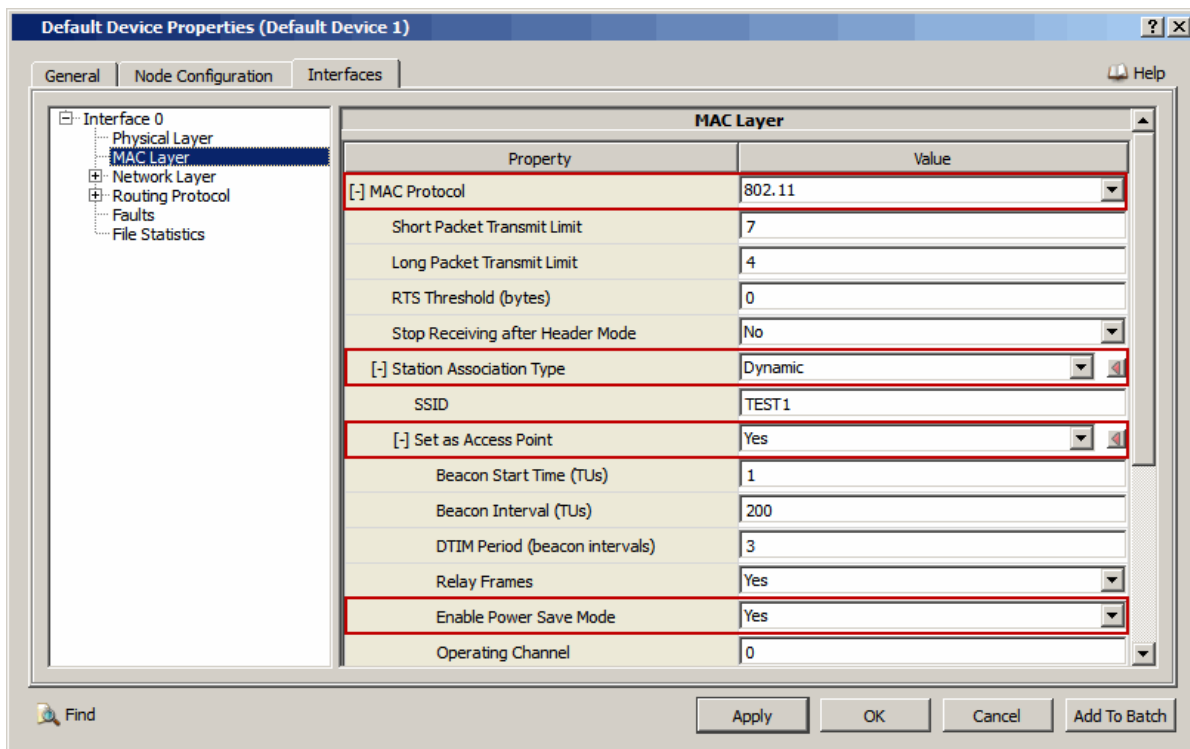 Default Device Properties (Default Device 1)
General Node Configuration Interfaces Help
Interface 0
Physical Layer
MAC Layer
Network Layer
Routing Protocol
Faults
File Statistics
MAC Layer
Property Value
[-] MAC Protocol 802.11
Short Packet Transmit Limit 7
Long Packet Transmit Limit 4
RTS Threshold (bytes) 0
Stop Receiving after Header Mode No
[-] Station Association Type Dynamic
SSID TEST1
[-] Set as Access Point Yes
Beacon Start Time (TUs) 1
Beacon Interval (TUs) 200
DTIM Period (beacon intervals) 3
Relay Frames Yes
Enable Power Save Mode Yes
Operating Channel 0
Find Apply OK Cancel Add To Batch